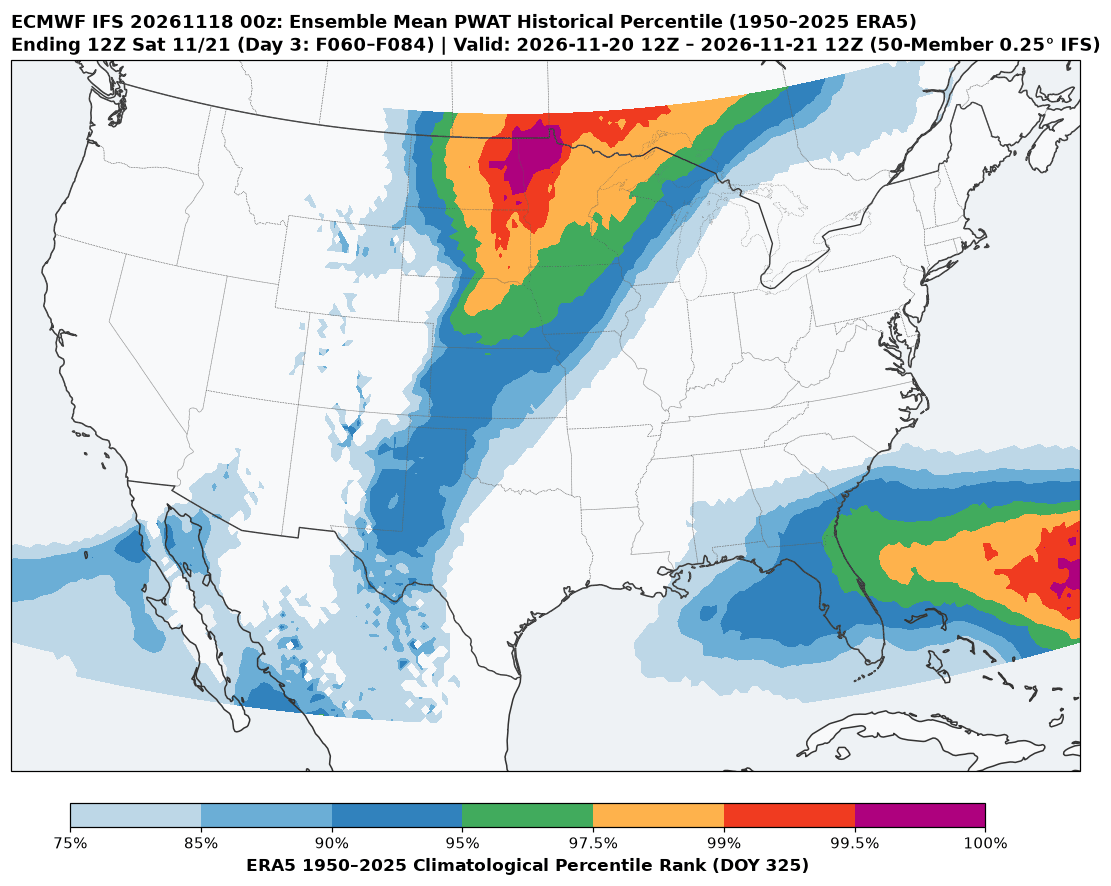 ECMWF IFS 20261118 00z: Ensemble Mean PWAT Historical Percentile (1950–2025 ERA5)
Ending 12Z Sat 11/21 (Day 3: F060–F084) | Valid: 2026-11-20 12Z – 2026-11-21 12Z (50-Member 0.25° IFS)
75% 85% 90% 95% 97.5% 99% 99.5% 100%
ERA5 1950–2025 Climatological Percentile Rank (DOY 325)